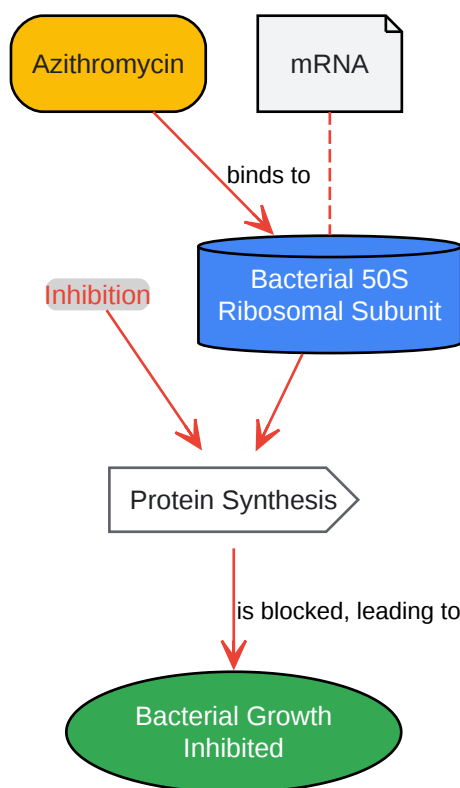 Azithromycin
mRNA
binds to
Bacterial 50S
Ribosomal Subunit
Inhibition
Protein Synthesis
is blocked, leading to
Bacterial Growth
Inhibited